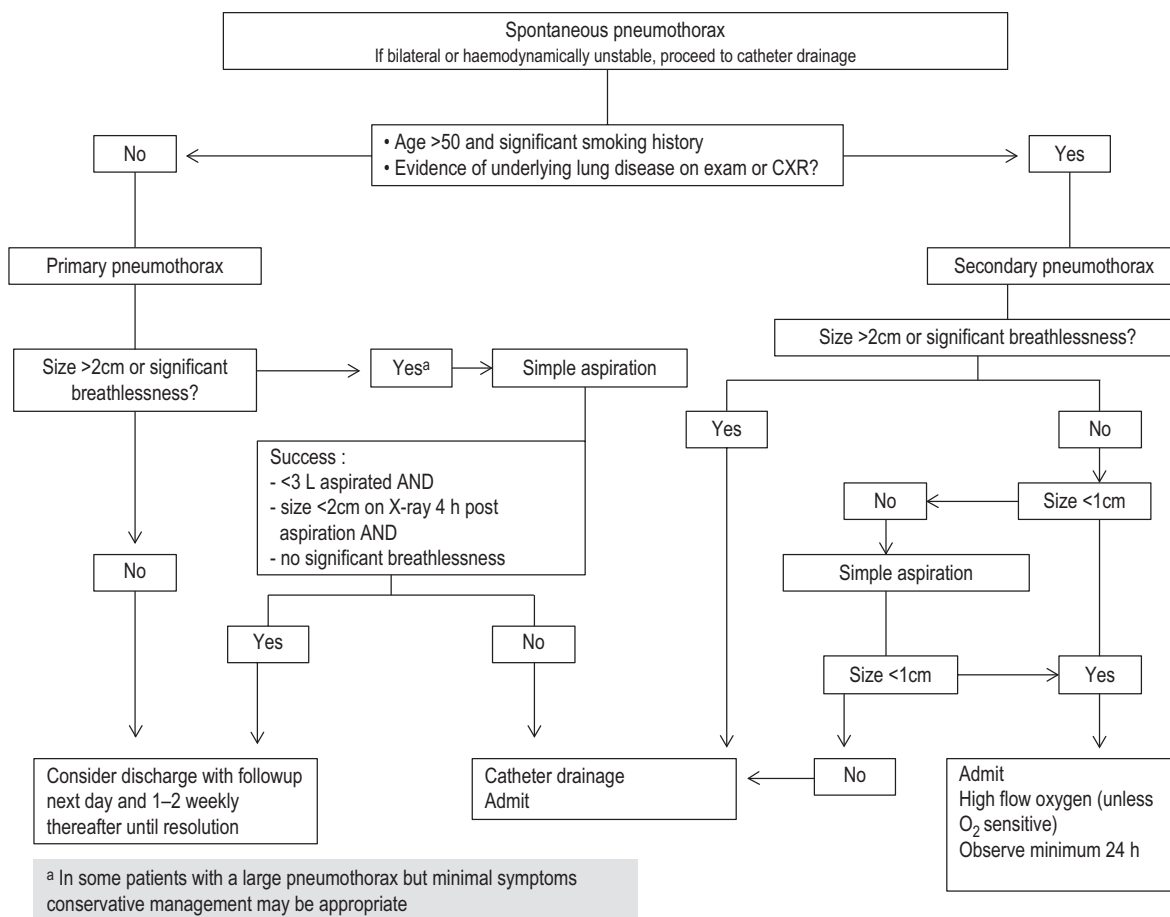 Spontaneous pneumothorax
If bilateral or haemodynamically unstable, proceed to catheter drainage
No
• Age >50 and significant smoking history
• Evidence of underlying lung disease on exam or CXR?
Yes
Primary pneumothorax
Secondary pneumothorax
Size >2cm or significant
breathlessness?
Yesᵃ
Simple aspiration
Size >2cm or significant breathlessness?
Success :
- <3 L aspirated AND
- size <2cm on X-ray 4 h post
aspiration AND
- no significant breathlessness
Yes
No
No
Size <1cm
No
Simple aspiration
Yes
No
Size <1cm
Yes
Consider discharge with followup
next day and 1–2 weekly
thereafter until resolution
Catheter drainage
Admit
No
Admit
High flow oxygen (unless
O₂ sensitive)
Observe minimum 24 h
ᵃ In some patients with a large pneumothorax but minimal symptoms
conservative management may be appropriate